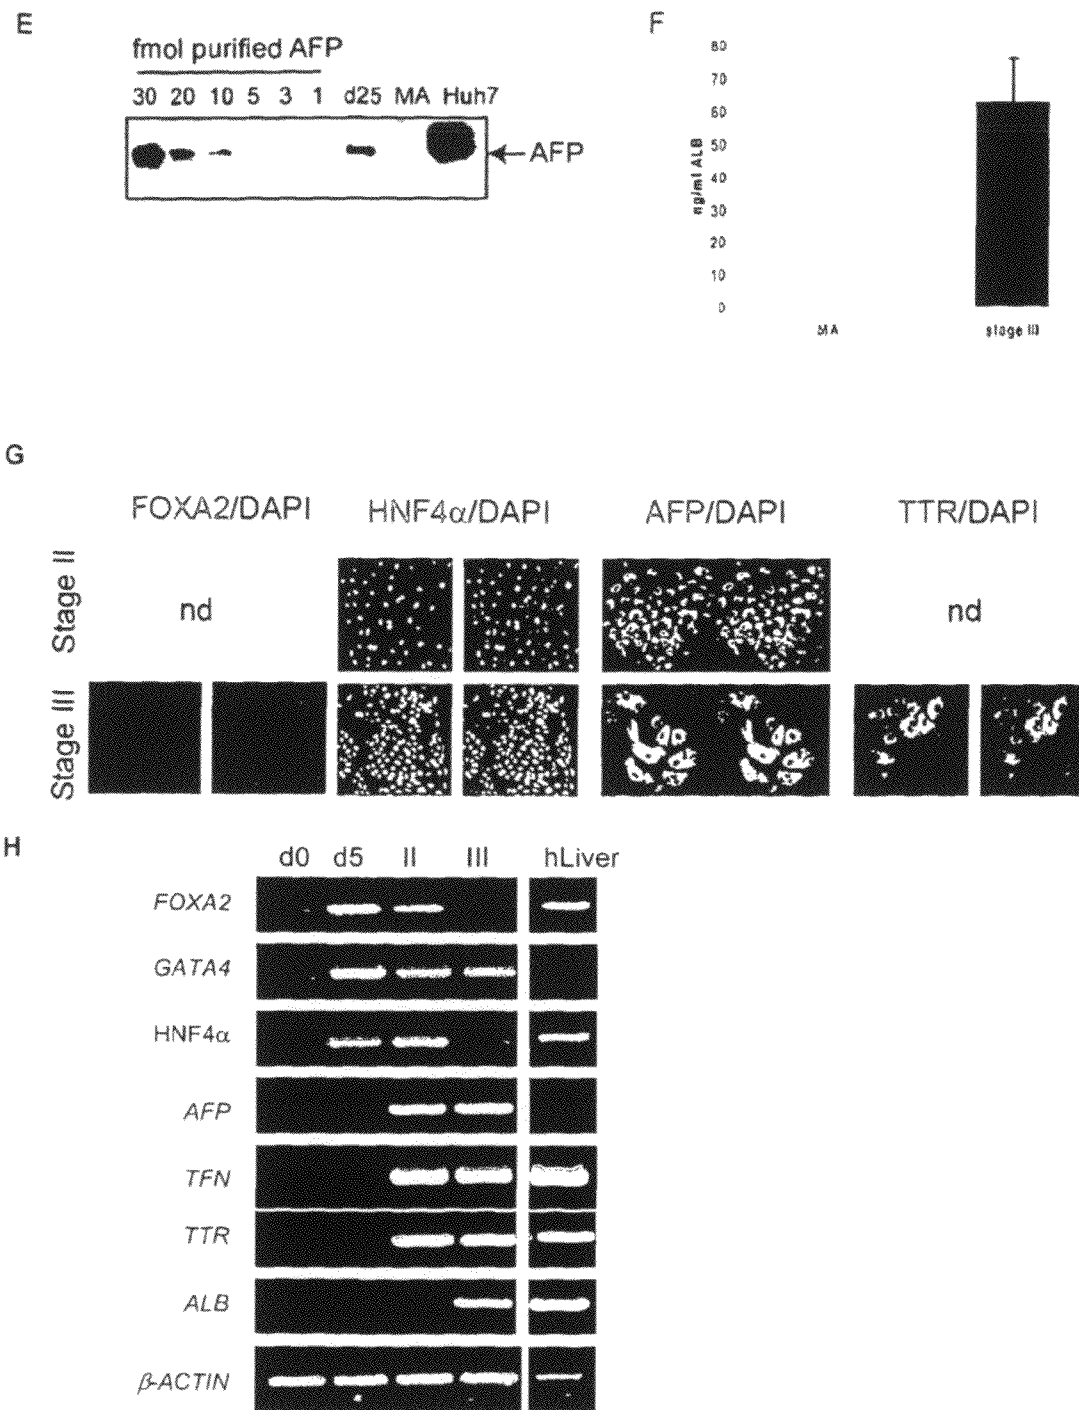 E
fmol purified AFP
30 20 10 5 3 1 d25 MA Huh7
AFP
F
80
70
60
50
40
30
20
10
0
ng/ml ALB
MA
stage III
G
FOXA2/DAPI HNF4α/DAPI AFP/DAPI TTR/DAPI
Stage II
nd
nd
Stage III
H
d0 d5 II III hLiver
FOXA2
GATA4
HNF4α
AFP
TFN
TTR
ALB
β-ACTIN